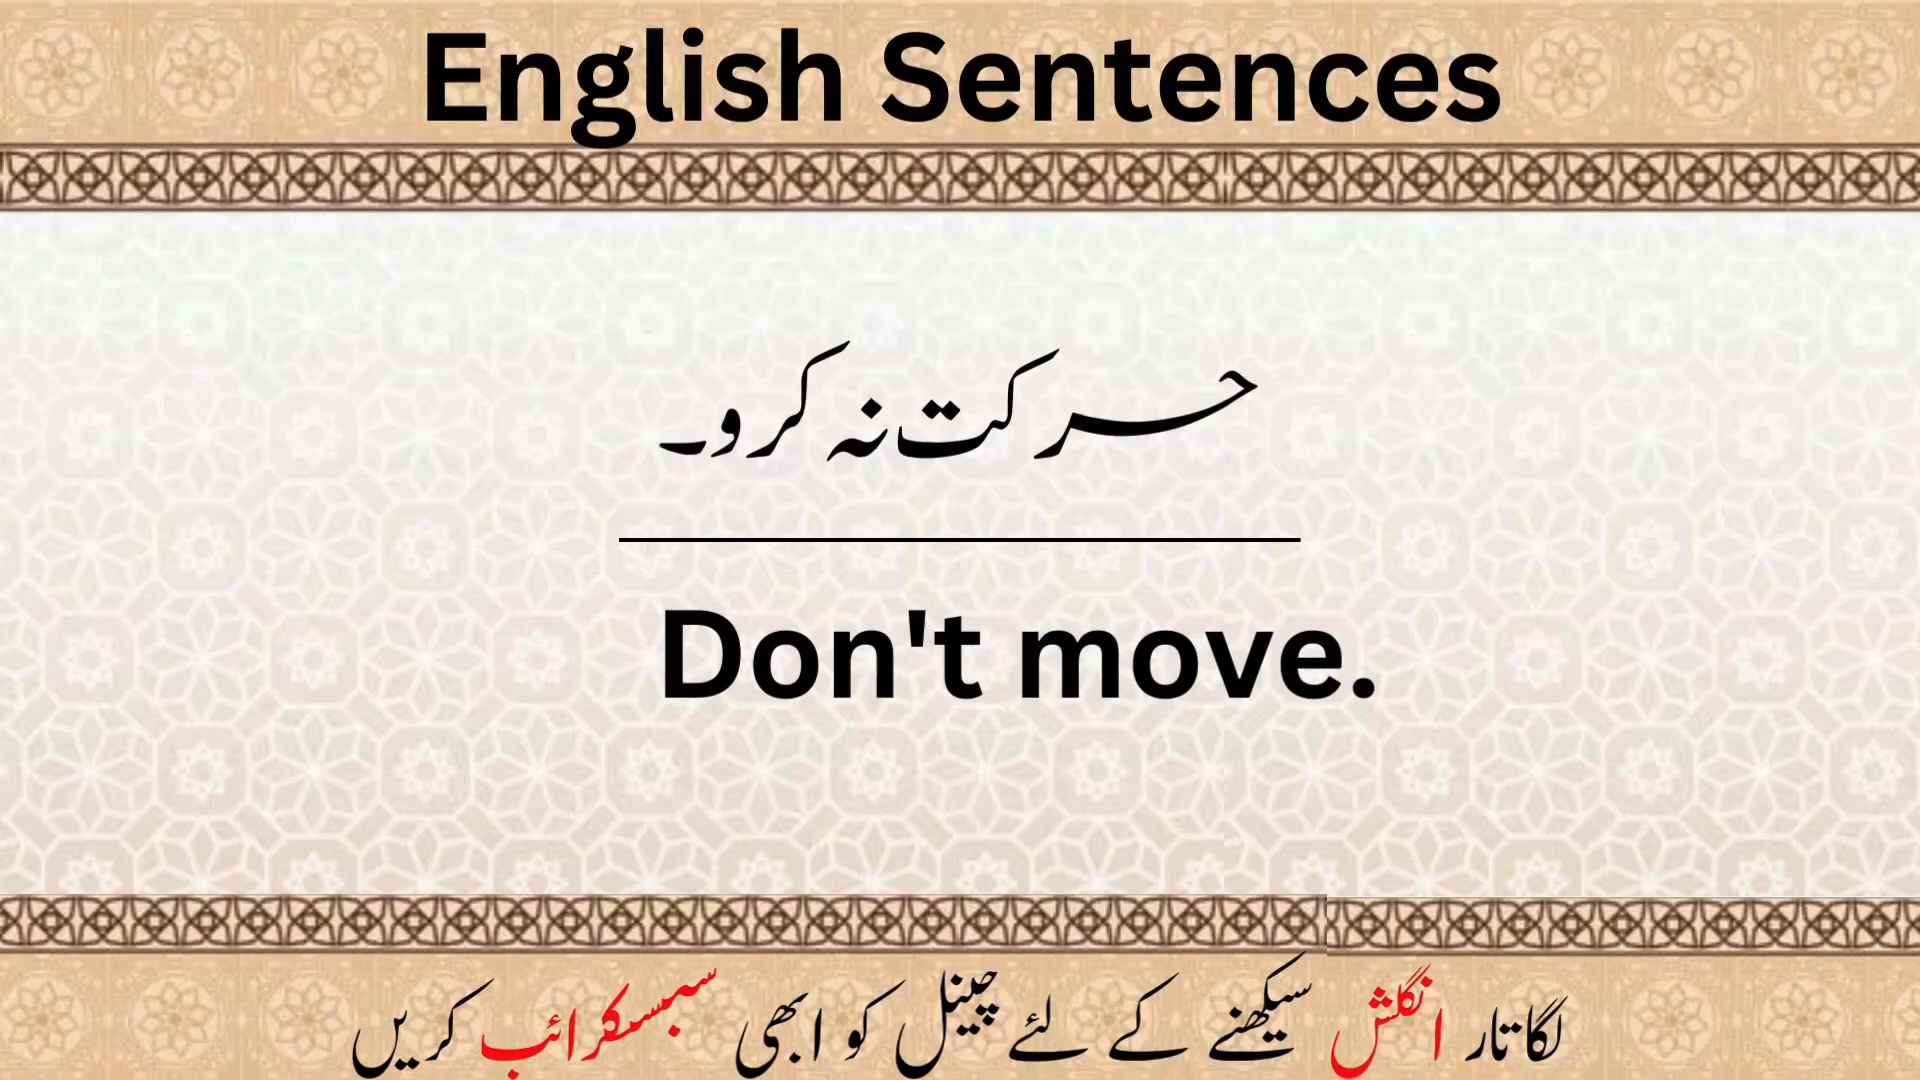 English Sentences
حرکت نہ کرو۔
Don't move.
لگاتار انگلش سیکھنے کے لئے چینل کو ابھی سبسکرائب کریں